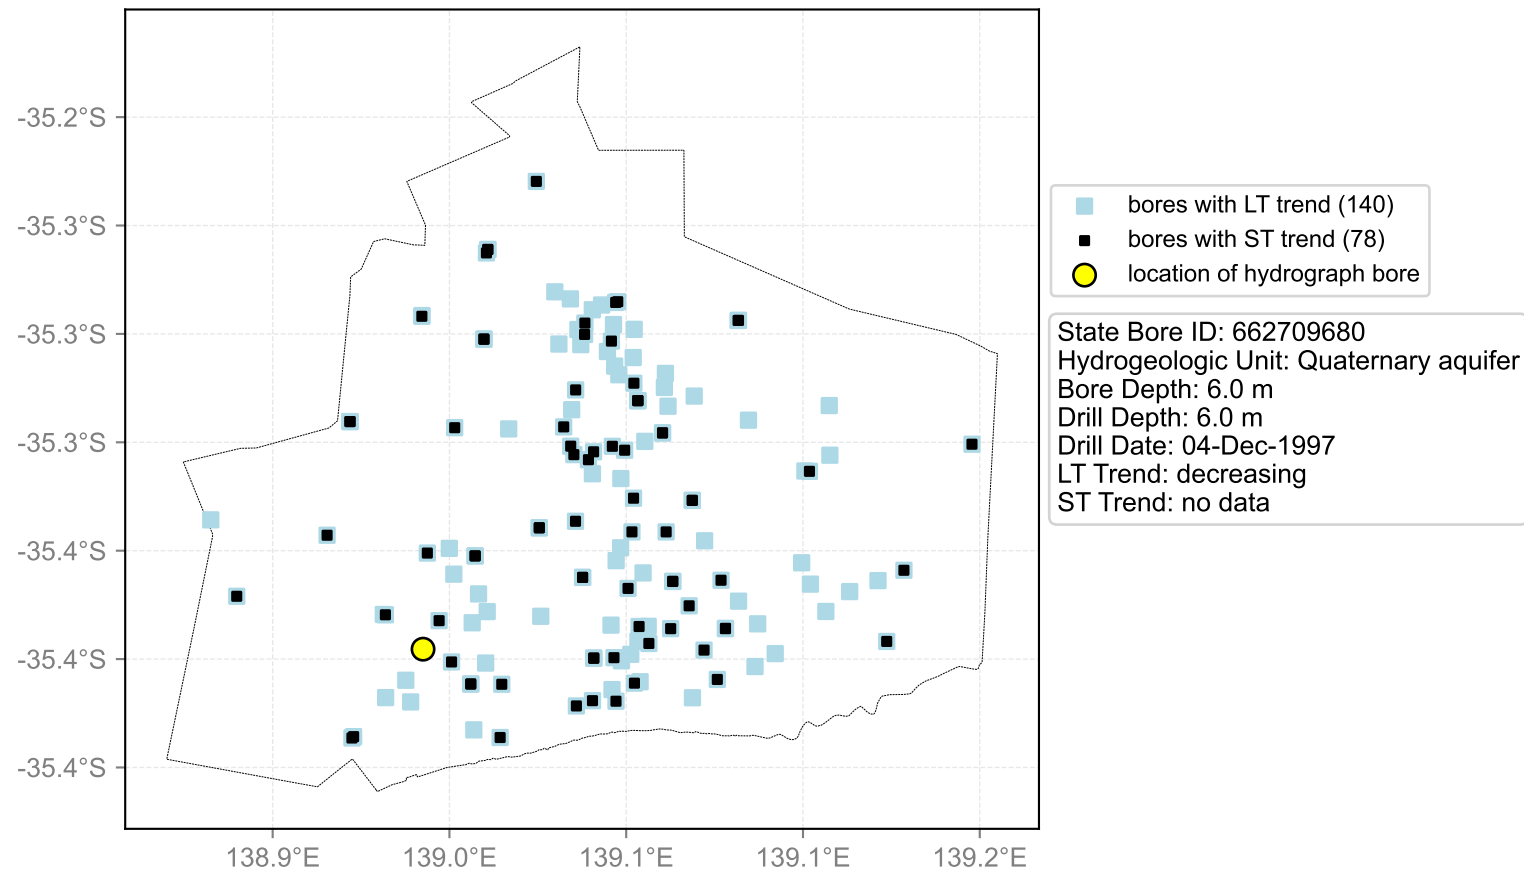 -35.2°S
-35.3°S
-35.3°S
-35.3°S
-35.4°S
-35.4°S
-35.4°S
138.9°E
139.0°E
139.1°E
139.1°E
139.2°E
bores with LT trend (140)
bores with ST trend (78)
location of hydrograph bore
State Bore ID: 662709680
Hydrogeologic Unit: Quaternary aquifer
Bore Depth: 6.0 m
Drill Depth: 6.0 m
Drill Date: 04-Dec-1997
LT Trend: decreasing
ST Trend: no data